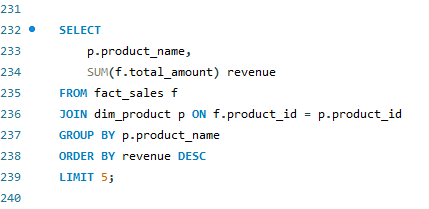 231
232 SELECT
233 p.product_name,
234 SUM(f.total_amount) revenue
235 FROM fact_sales f
236 JOIN dim_product p ON f.product_id = p.product_id
237 GROUP BY p.product_name
238 ORDER BY revenue DESC
239 LIMIT 5;
240